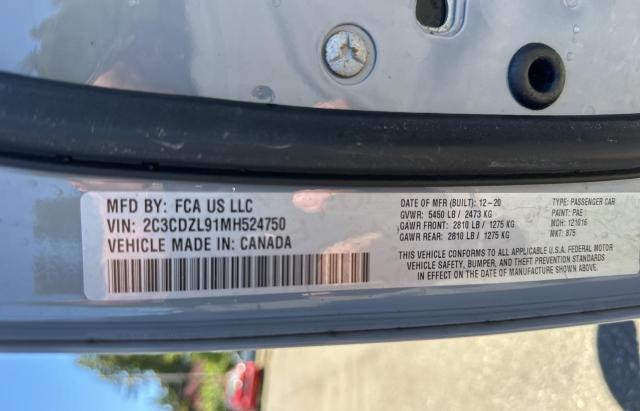 MFD BY: FCA US LLC
VIN: 2C3CDZL91MH524750
VEHICLE MADE IN: CANADA
DATE OF MFR (BUILT): 12-20
GVWR: 5450 LB / 2473 KG
GAWR FRONT: 2810 LB / 1275 KG
GAWR REAR: 2810 LB / 1275 KG
TYPE: PASSENGER CAR
PAINT: PAE
MDH: 121016
MKT: 875
THIS VEHICLE CONFORMS TO ALL APPLICABLE U.S.A. FEDERAL MOTOR
VEHICLE SAFETY, BUMPER, AND THEFT PREVENTION STANDARDS
IN EFFECT ON THE DATE OF MANUFACTURE SHOWN ABOVE.